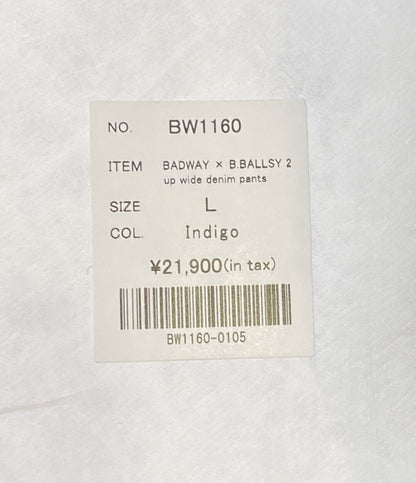 NO. BW1160
ITEM BADWAY × B.BALLSY 2
up wide denim pants
SIZE L
COL. Indigo
¥21,900(in tax)
BW1160-0105